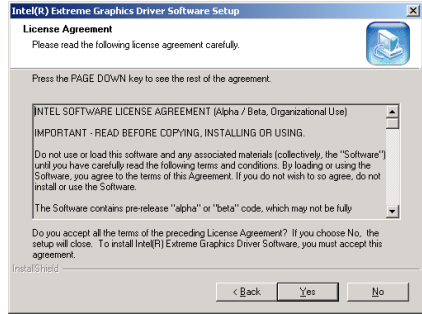 Intel(R) Extreme Graphics Driver Software Setup
License Agreement
Please read the following license agreement carefully.
Press the PAGE DOWN key to see the rest of the agreement.
INTEL SOFTWARE LICENSE AGREEMENT (Alpha / Beta, Organizational Use)
IMPORTANT - READ BEFORE COPYING, INSTALLING OR USING.
Do not use or load this software and any associated materials (collectively, the "Software")
until you have carefully read the following terms and conditions. By loading or using the
Software, you agree to the terms of this Agreement. If you do not wish to so agree, do not
install or use the Software.
The Software contains pre-release "alpha" or "beta" code, which may not be fully
Do you accept all the terms of the preceding License Agreement? If you choose No, the
setup will close. To install Intel(R) Extreme Graphics Driver Software, you must accept this
agreement.
InstallShield
< Back
Yes
No